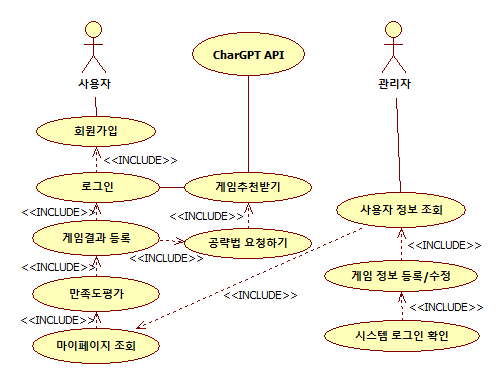 CharGPT API
사용자
관리자
회원가입
<<INCLUDE>>
로그인
게임추천받기
<<INCLUDE>>
<<INCLUDE>>
사용자 정보 조회
게임결과 등록
공략법 요청하기
<<INCLUDE>>
<<INCLUDE>>
<<INCLUDE>>
게임 정보 등록/수정
만족도평가
<<INCLUDE>>
<<INCLUDE>>
<<INCLUDE>>
마이페이지 조회
시스템 로그인 확인